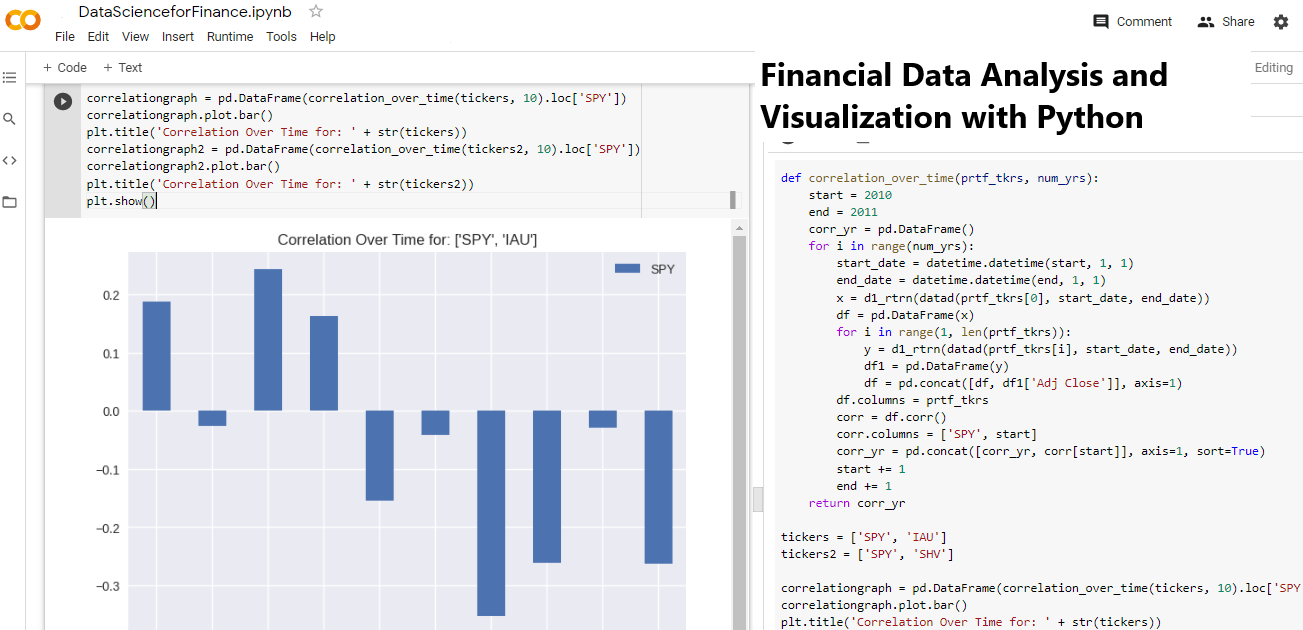 DataScienceforFinance.ipynb
File Edit View Insert Runtime Tools Help
Comment Share
+ Code + Text
Editing
Financial Data Analysis and
Visualization with Python
correlationgraph = pd.DataFrame(correlation_over_time(tickers, 10).loc['SPY'])
correlationgraph.plot.bar()
plt.title('Correlation Over Time for: ' + str(tickers))
correlationgraph2 = pd.DataFrame(correlation_over_time(tickers2, 10).loc['SPY'])
correlationgraph2.plot.bar()
plt.title('Correlation Over Time for: ' + str(tickers2))
plt.show()
Correlation Over Time for: ['SPY', 'IAU']
SPY
0.2
0.1
0.0
−0.1
−0.2
−0.3
def correlation_over_time(prtf_tkrs, num_yrs):
    start = 2010
    end = 2011
    corr_yr = pd.DataFrame()
    for i in range(num_yrs):
        start_date = datetime.datetime(start, 1, 1)
        end_date = datetime.datetime(end, 1, 1)
        x = d1_rtrn(datad(prtf_tkrs[0], start_date, end_date))
        df = pd.DataFrame(x)
        for i in range(1, len(prtf_tkrs)):
            y = d1_rtrn(datad(prtf_tkrs[i], start_date, end_date))
            df1 = pd.DataFrame(y)
            df = pd.concat([df, df1['Adj Close']], axis=1)
        df.columns = prtf_tkrs
        corr = df.corr()
        corr.columns = ['SPY', start]
        corr_yr = pd.concat([corr_yr, corr[start]], axis=1, sort=True)
        start += 1
        end += 1
    return corr_yr
tickers = ['SPY', 'IAU']
tickers2 = ['SPY', 'SHV']
correlationgraph = pd.DataFrame(correlation_over_time(tickers, 10).loc['SPY
correlationgraph.plot.bar()
plt.title('Correlation Over Time for: ' + str(tickers))